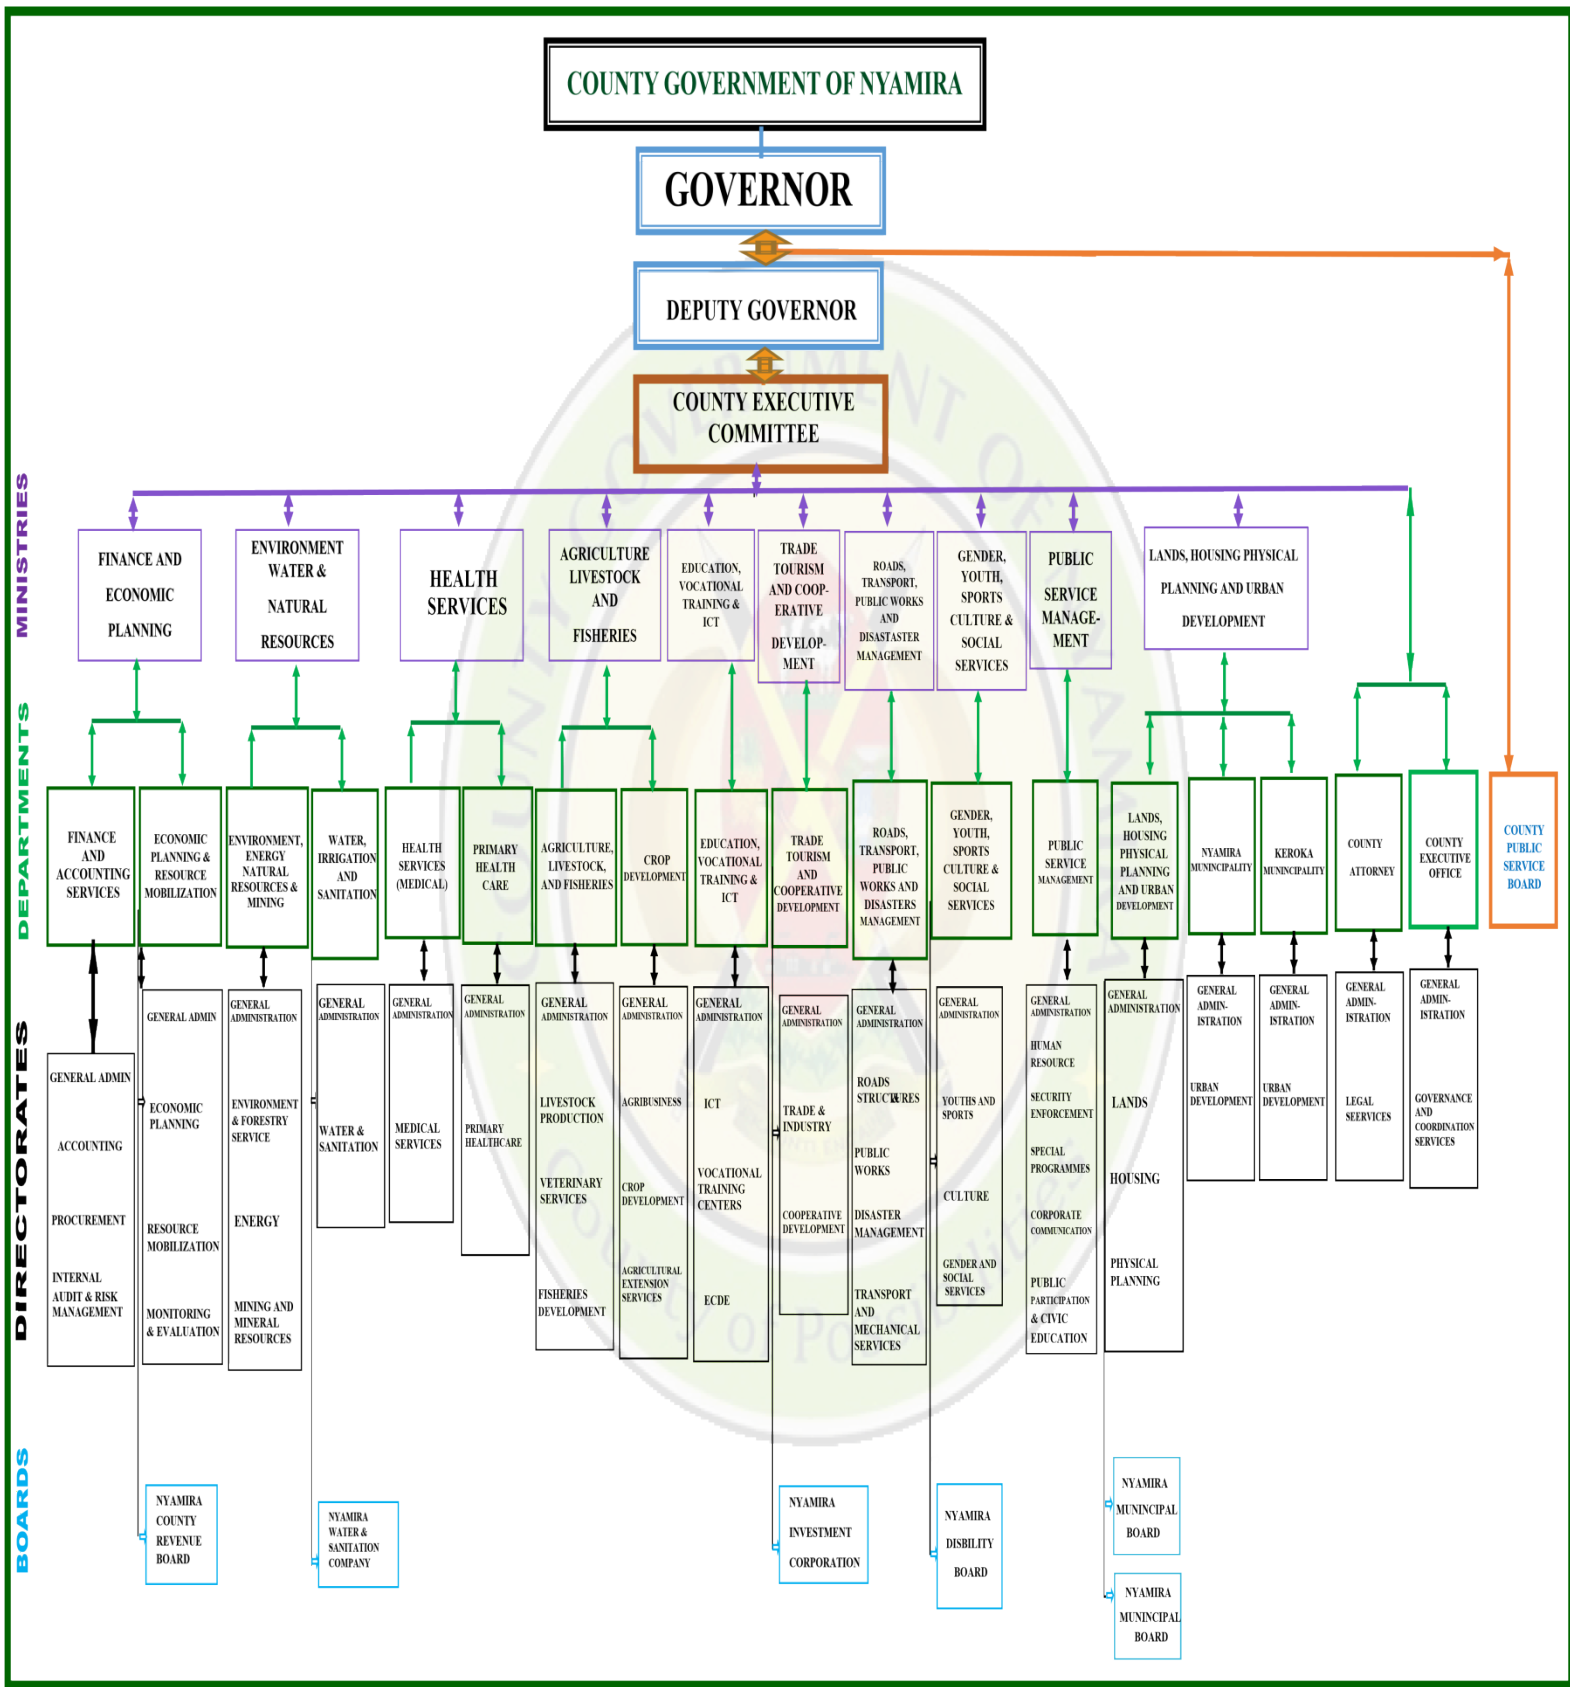 COUNTY GOVERNMENT OF NYAMIRA
GOVERNOR
DEPUTY GOVERNOR
COUNTY EXECUTIVE
COMMITTEE
MINISTRIES
FINANCE AND
ECONOMIC
PLANNING
ENVIRONMENT
WATER &
NATURAL
RESOURCES
HEALTH
SERVICES
AGRICULTURE
LIVESTOCK
AND
FISHERIES
EDUCATION,
VOCATIONAL
TRAINING &
ICT
TRADE
TOURISM
AND COOP-
ERATIVE
DEVELOP-
MENT
ROADS,
TRANSPORT,
PUBLIC WORKS
AND
DISASTASTER
MANAGEMENT
GENDER,
YOUTH,
SPORTS
CULTURE &
SOCIAL
SERVICES
PUBLIC
SERVICE
MANAGE-
MENT
LANDS, HOUSING PHYSICAL
PLANNING AND URBAN
DEVELOPMENT
DEPARTMENTS
FINANCE
AND
ACCOUNTING
SERVICES
ECONOMIC
PLANNING &
RESOURCE
MOBILIZATION
ENVIRONMENT,
ENERGY
NATURAL
RESOURCES &
MINING
WATER,
IRRIGATION
AND
SANITATION
HEALTH
SERVICES
(MEDICAL)
PRIMARY
HEALTH
CARE
AGRICULTURE,
LIVESTOCK,
AND FISHERIES
CROP
DEVELOPMENT
EDUCATION,
VOCATIONAL
TRAINING &
ICT
TRADE
TOURISM
AND
COOPERATIVE
DEVELOPMENT
ROADS,
TRANSPORT,
PUBLIC
WORKS AND
DISASTERS
MANAGEMENT
GENDER,
YOUTH,
SPORTS
CULTURE &
SOCIAL
SERVICES
PUBLIC
SERVICE
MANAGEMENT
LANDS,
HOUSING
PHYSICAL
PLANNING
AND URBAN
DEVELOPMENT
NYAMIRA
MUNINCIPALITY
KEROKA
MUNINCIPALITY
COUNTY
ATTORNEY
COUNTY
EXECUTIVE
OFFICE
COUNTY
PUBLIC
SERVICE
BOARD
DIRECTORATES
GENERAL ADMIN
ACCOUNTING
PROCUREMENT
INTERNAL
AUDIT & RISK
MANAGEMENT
GENERAL ADMIN
ECONOMIC
PLANNING
RESOURCE
MOBILIZATION
MONITORING
& EVALUATION
GENERAL
ADMINISTRATION
ENVIRONMENT
& FORESTRY
SERVICE
ENERGY
MINING AND
MINERAL
RESOURCES
GENERAL
ADMINISTRATION
WATER &
SANITATION
GENERAL
ADMINISTRATION
MEDICAL
SERVICES
GENERAL
ADMINISTRATION
PRIMARY
HEALTHCARE
GENERAL
ADMINISTRATION
LIVESTOCK
PRODUCTION
VETERINARY
SERVICES
FISHERIES
DEVELOPMENT
GENERAL
ADMINISTRATION
AGRIBUSINESS
CROP
DEVELOPMENT
AGRICULTURAL
EXTENSION
SERVICES
GENERAL
ADMINISTRATION
ICT
VOCATIONAL
TRAINING
CENTERS
ECDE
GENERAL
ADMINISTRATION
TRADE &
INDUSTRY
COOPERATIVE
DEVELOPMENT
GENERAL
ADMINISTRATION
ROADS
STRUCTURES
PUBLIC
WORKS
DISASTER
MANAGEMENT
TRANSPORT
AND
MECHANICAL
SERVICES
GENERAL
ADMINISTRATION
YOUTHS AND
SPORTS
CULTURE
GENDER AND
SOCIAL
SERVICES
GENERAL
ADMINISTRATION
HUMAN
RESOURCE
SECURITY
ENFORCEMENT
SPECIAL
PROGRAMMES
CORPORATE
COMMUNICATION
PUBLIC
PARTICIPATION
& CIVIC
EDUCATION
GENERAL
ADMINISTRATION
LANDS
HOUSING
PHYSICAL
PLANNING
GENERAL
ADMIN-
ISTRATION
URBAN
DEVELOPMENT
GENERAL
ADMIN-
ISTRATION
URBAN
DEVELOPMENT
GENERAL
ADMIN-
ISTRATION
LEGAL
SEERVICES
GENERAL
ADMIN-
ISTRATION
GOVERNANCE
AND
COORDINATION
SERVICES
BOARDS
NYAMIRA
COUNTY
REVENUE
BOARD
NYAMIRA
WATER &
SANITATION
COMPANY
NYAMIRA
INVESTMENT
CORPORATION
NYAMIRA
DISBILITY
BOARD
NYAMIRA
MUNINCIPAL
BOARD
NYAMIRA
MUNINCIPAL
BOARD
COUNTY GOVERNMENT OF NYAMIRA
County of Possibilities